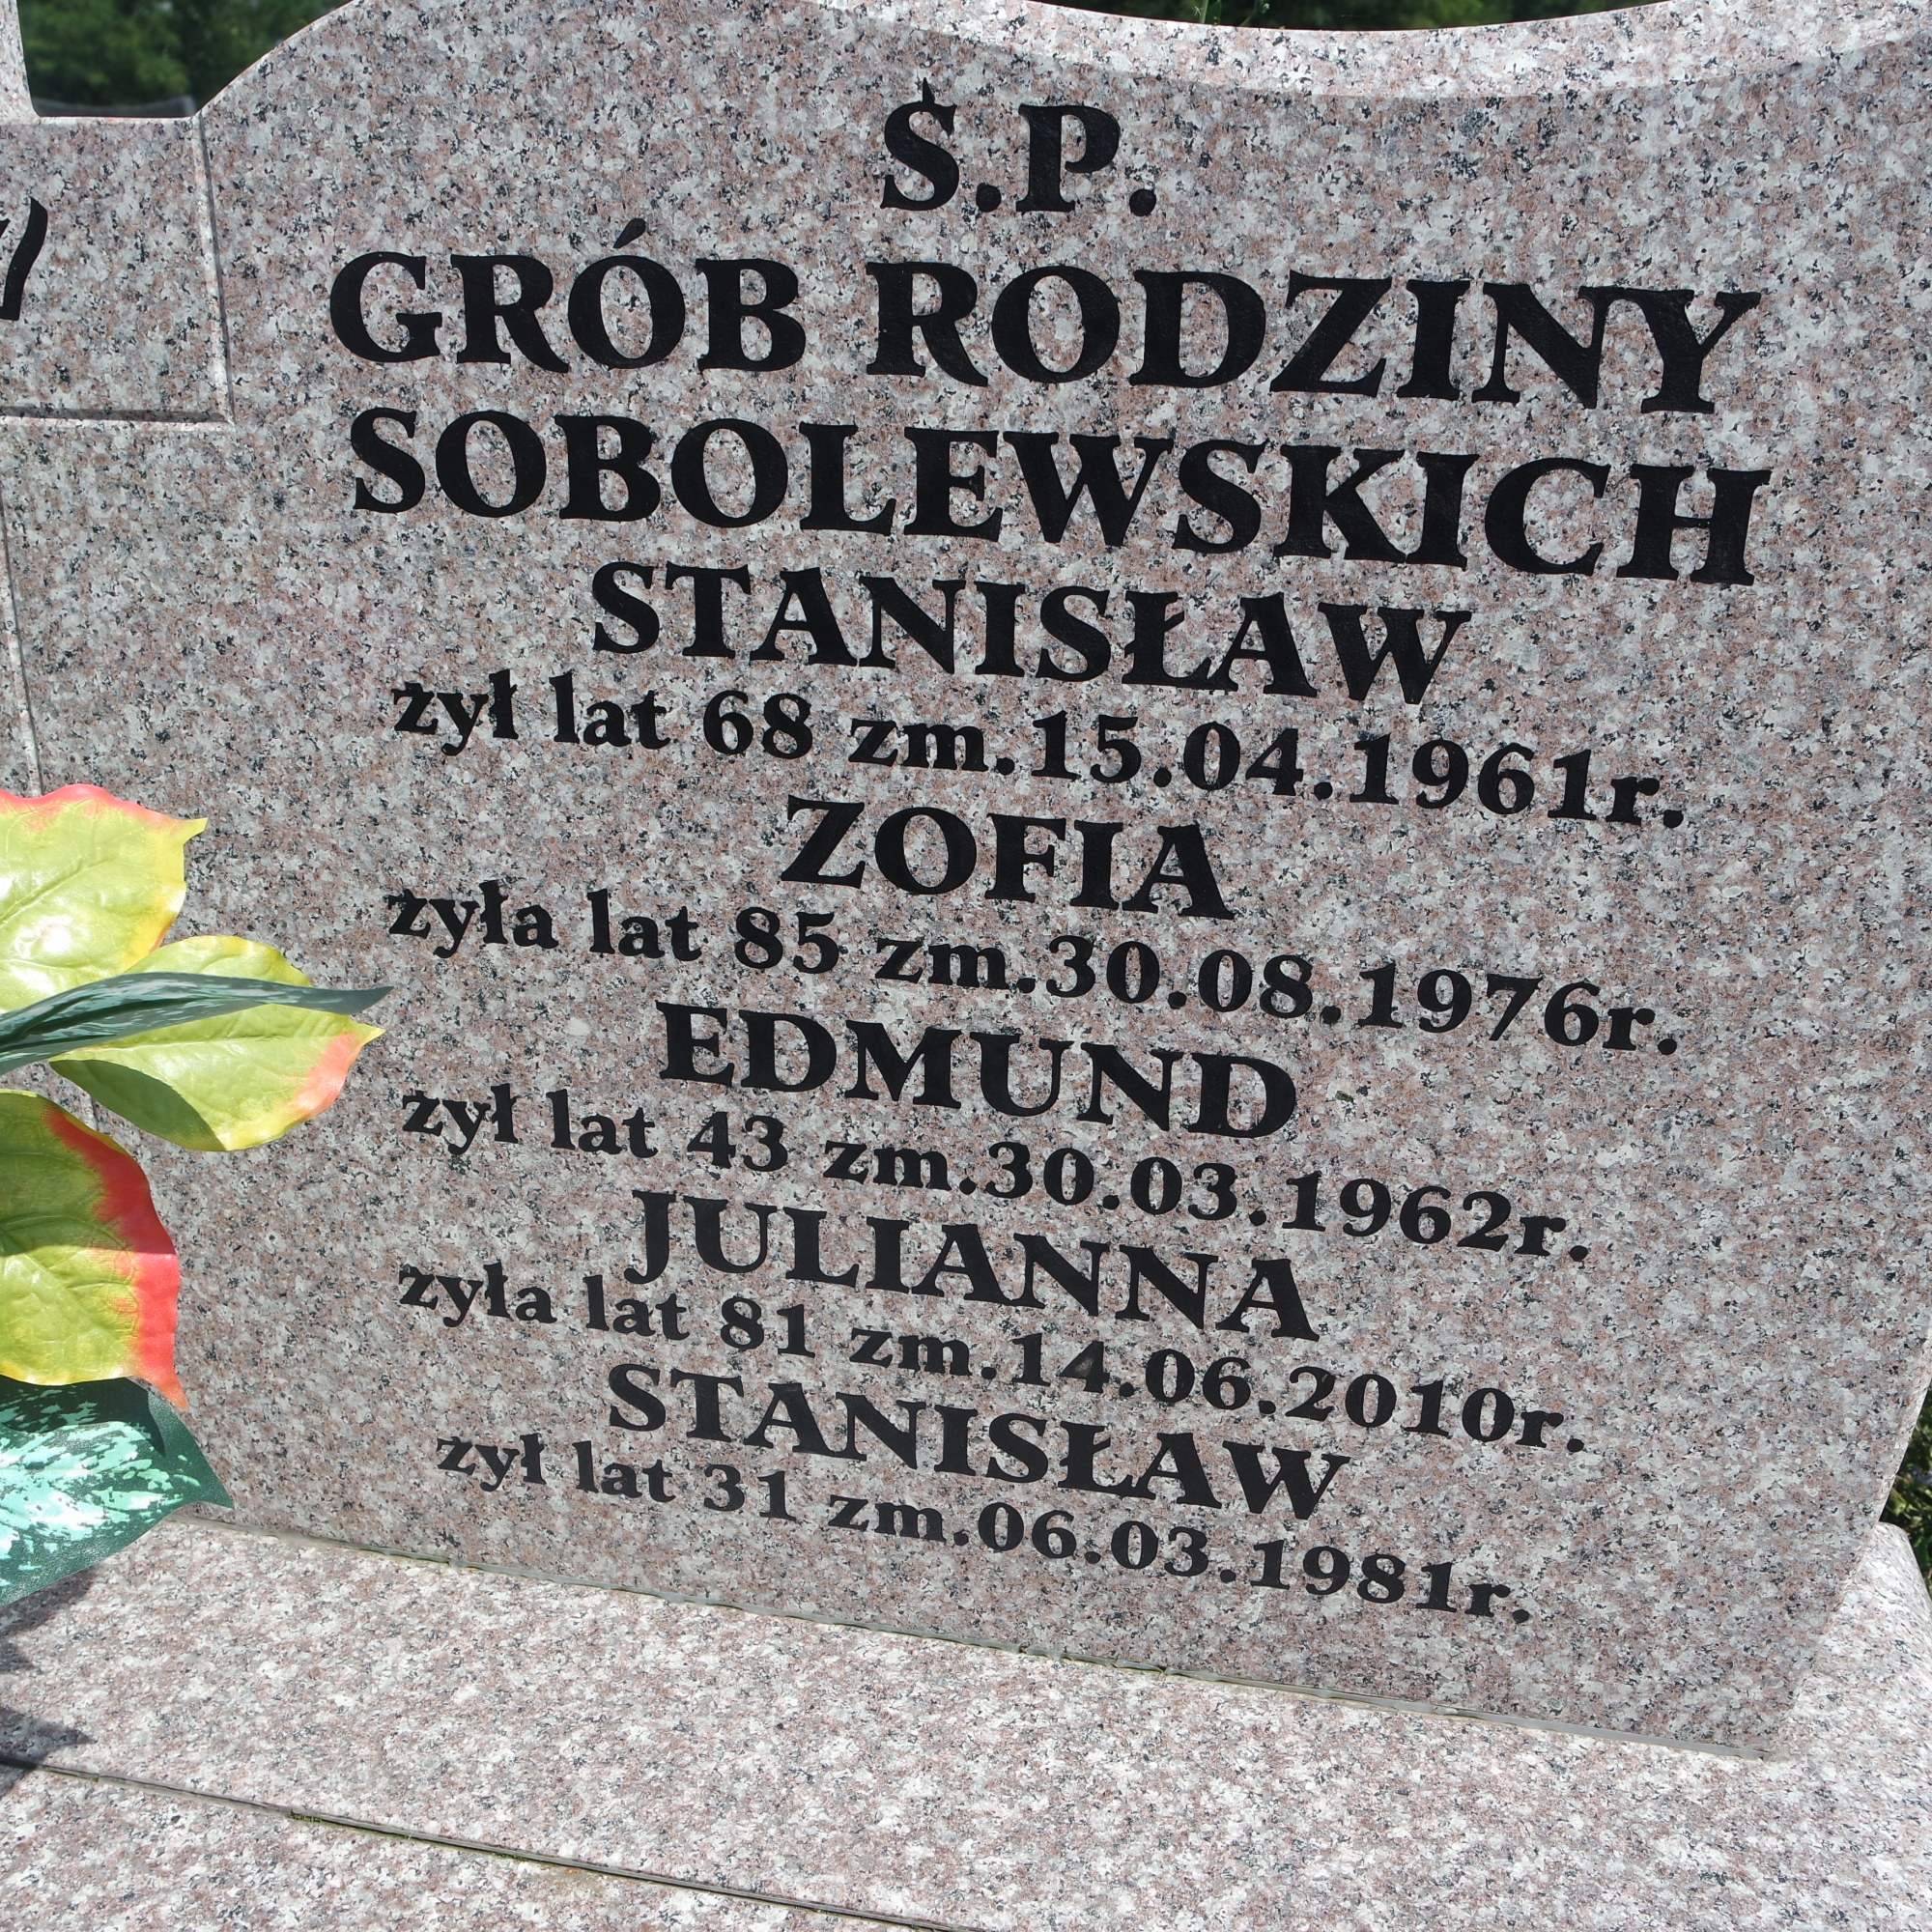 Ś.P.
GRÓB RODZINY
SOBOLEWSKICH
STANISŁAW
żył lat 68 zm.15.04.1961r.
ZOFIA
żyła lat 85 zm.30.08.1976r.
EDMUND
żył lat 43 zm.30.03.1962r.
JULIANNA
żyła lat 81 zm.14.06.2010r.
STANISŁAW
żył lat 31 zm.06.03.1981r.